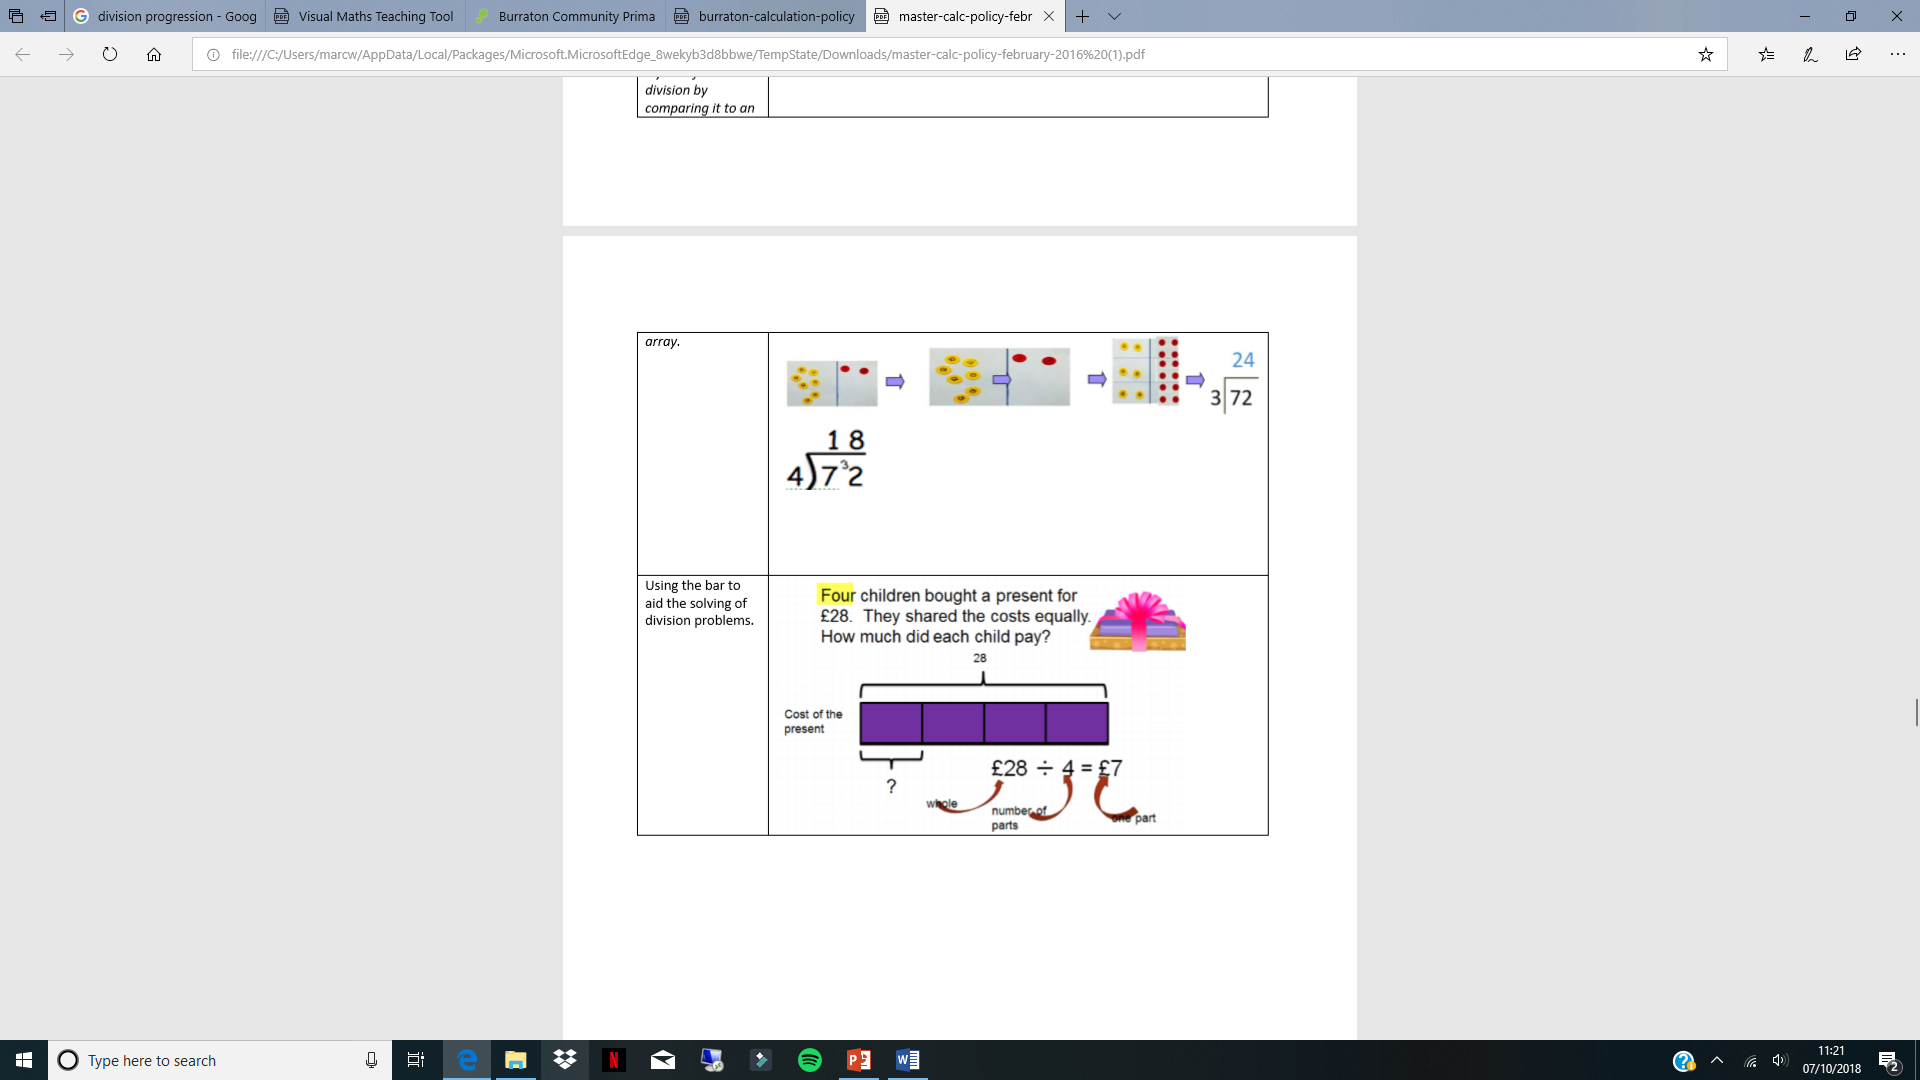 division progression - Goog
Visual Maths Teaching Tool
Burraton Community Prima
burraton-calculation-policy
master-calc-policy-febr
file:///C:/Users/marcw/AppData/Local/Packages/Microsoft.MicrosoftEdge_8wekyb3d8bbwe/TempState/Downloads/master-calc-policy-february-2016%20(1).pdf
division by
comparing it to an
array.
24
3 72
1 8
4 7 3 2
Using the bar to
aid the solving of
division problems.
Four children bought a present for
£28. They shared the costs equally.
How much did each child pay?
28
Cost of the
present
?
£28 ÷ 4 = £7
whole
number of
parts
one part
Type here to search
11:21
07/10/2018
2